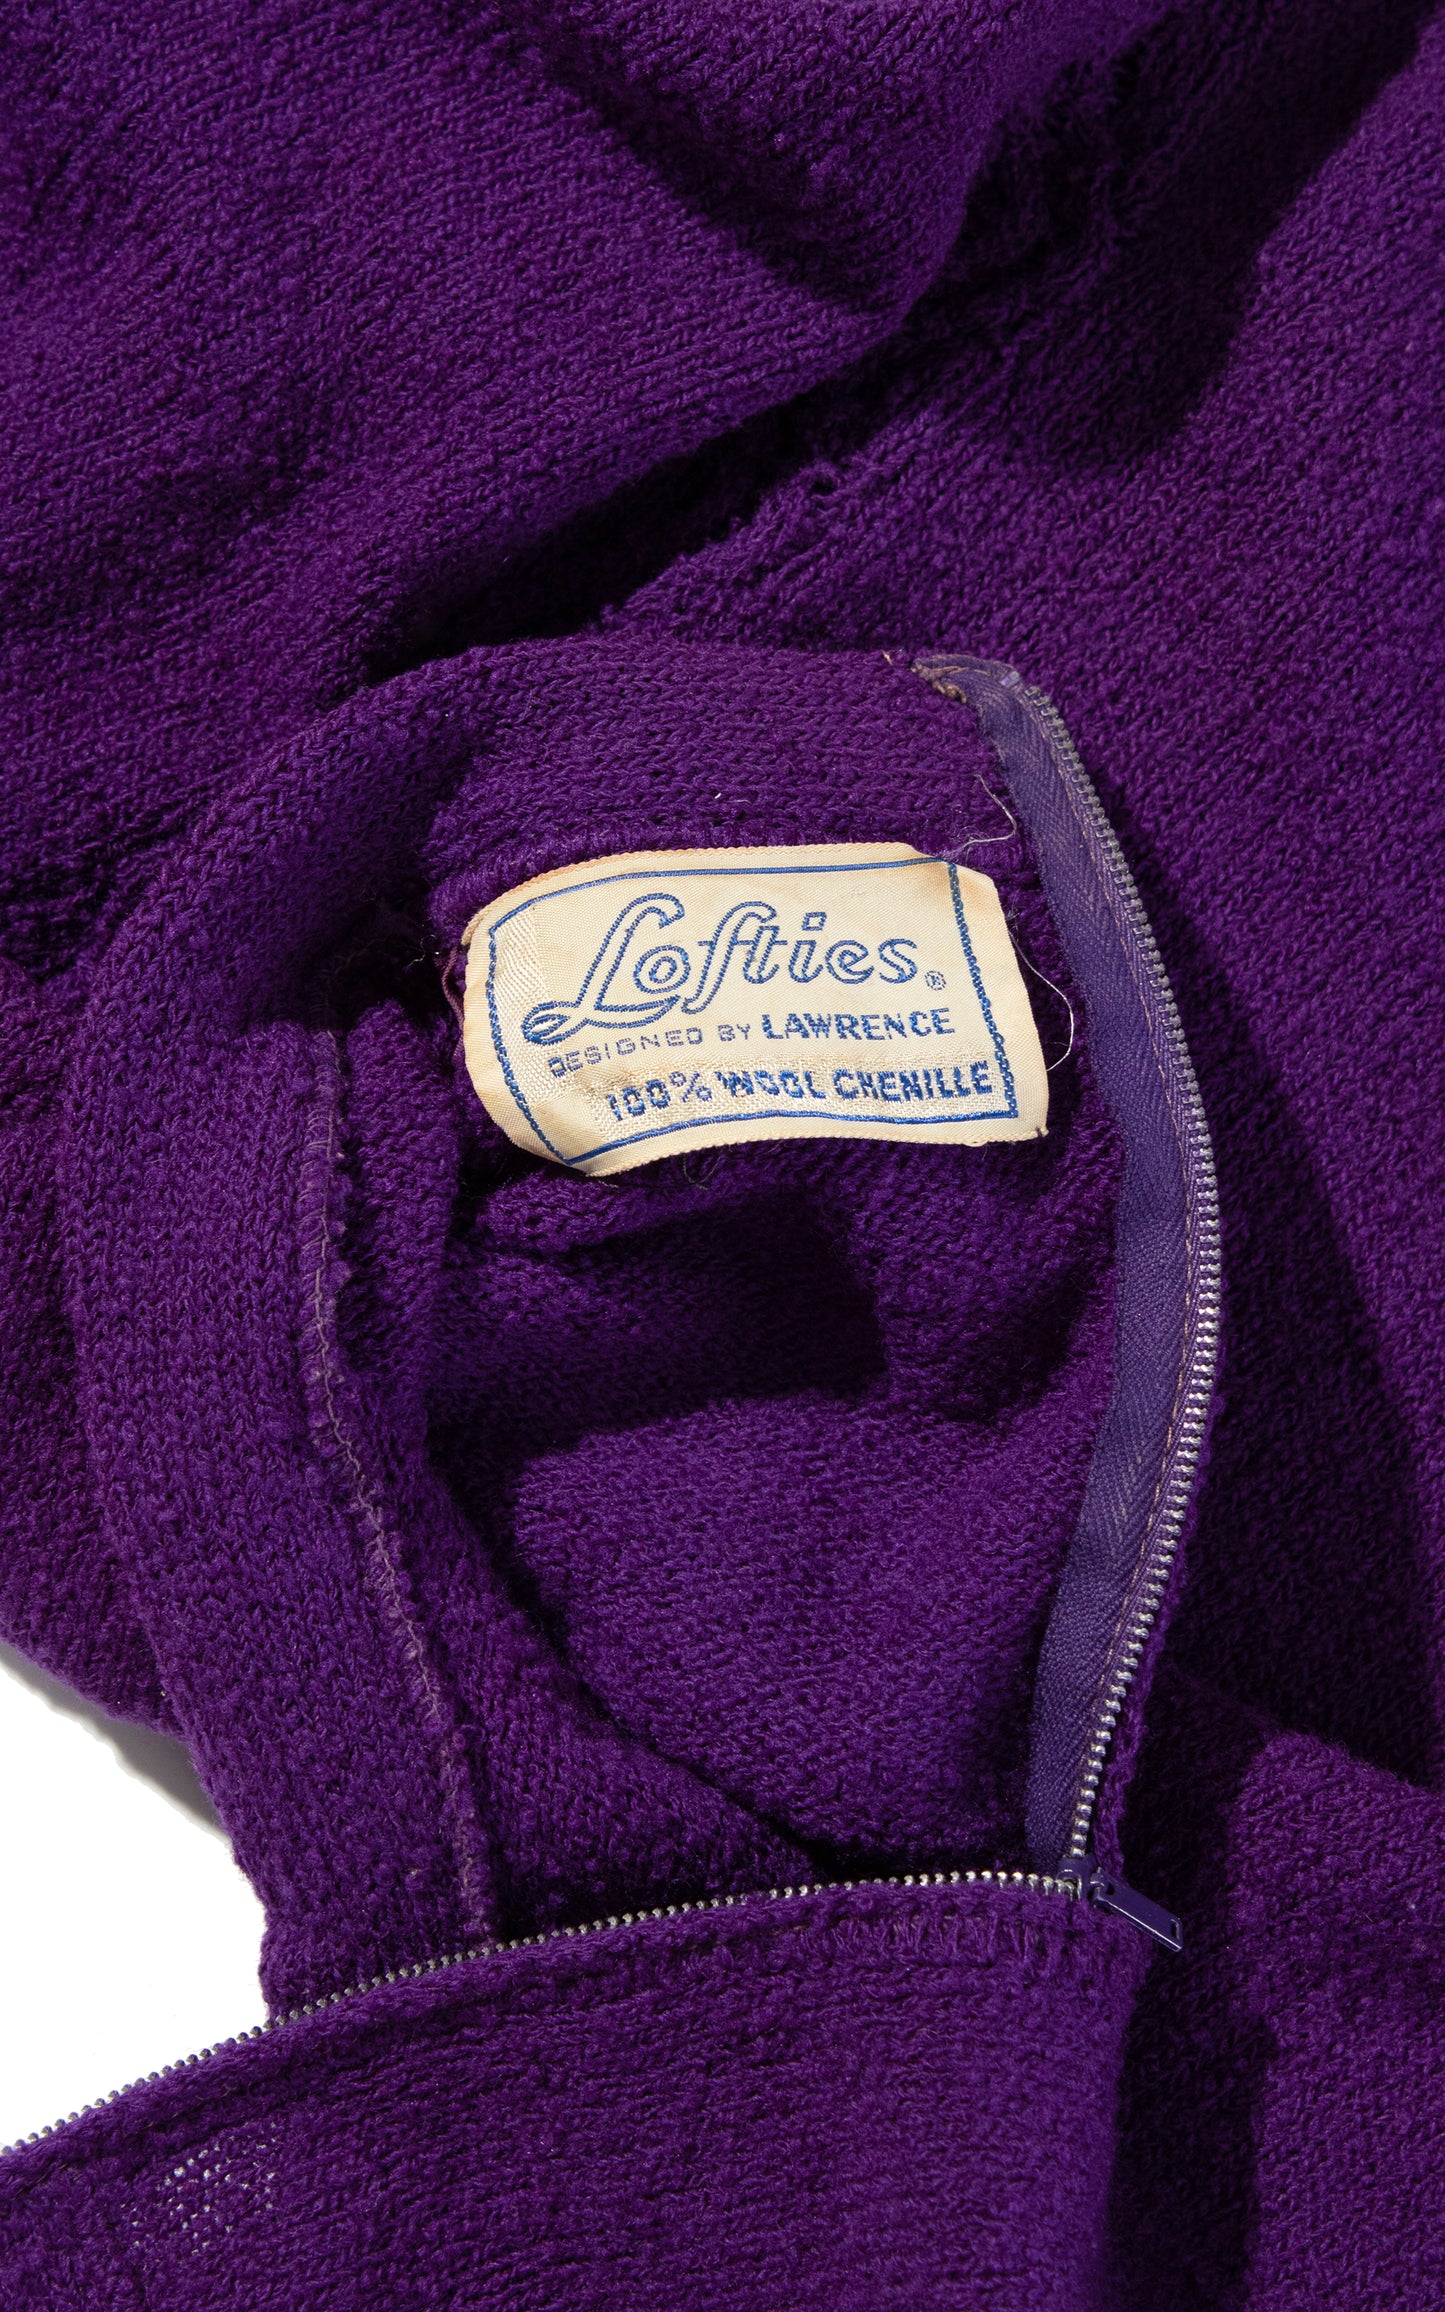 Lofties®
DESIGNED BY LAWRENCE
100% WOOL CHENILLE